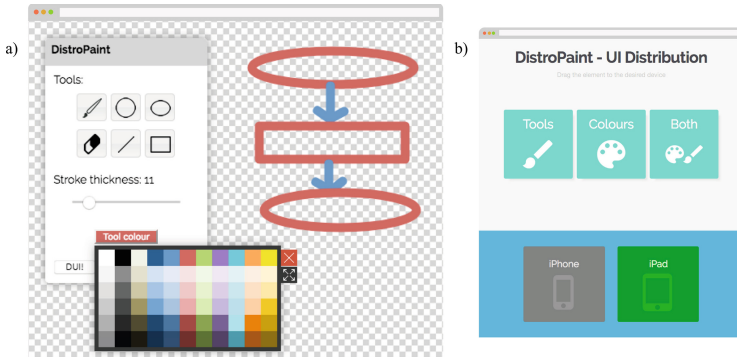 a)
DistroPaint
Tools:
Stroke thickness: 11
Tool colour
DUI!
b)
DistroPaint - UI Distribution
Drag the element to the desired device
Tools
Colours
Both
iPhone
iPad